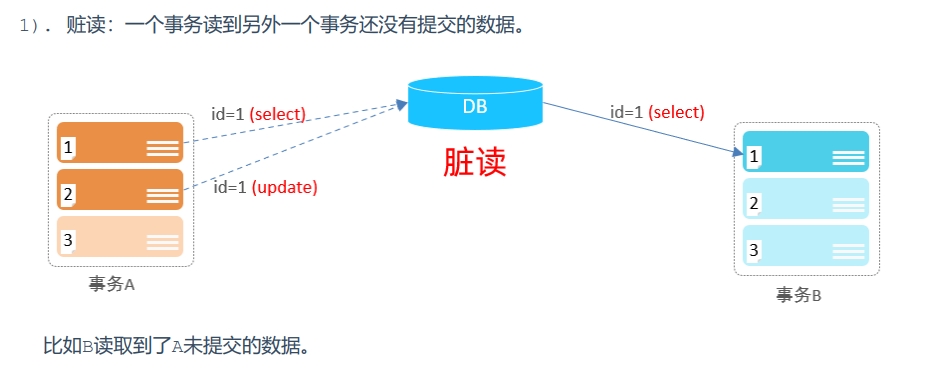 1). 赃读：一个事务读到另外一个事务还没有提交的数据。
id=1 (select)
DB
id=1 (select)
脏读
1
2
3
id=1 (update)
1
2
3
事务A
事务B
比如B读取到了A未提交的数据。